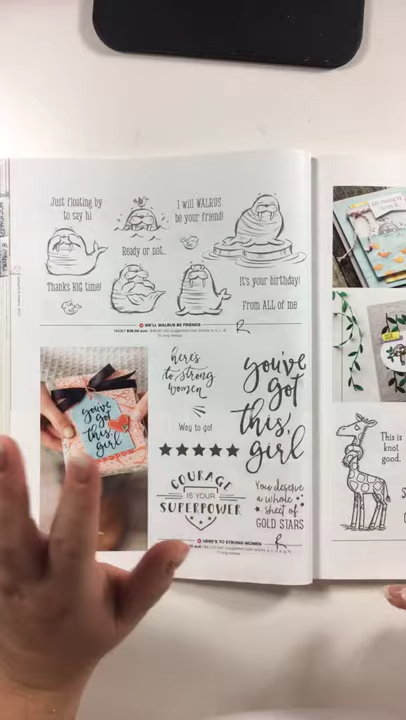 Just floating by
to say hi
I will WALRUS
be your friend!
Ready or not...
Thanks BIG time!
It's your birthday!
From ALL of me
WE'LL WALRUS BE FRIENDS
R
you've
got
this,
girl
here's
to strong
women
Way to go!
you've
got
this,
girl
COURAGE
IS YOUR
SUPERPOWER
You deserve
a whole
sheet of
GOLD STARS
HERE'S TO STRONG WOMEN
R
This is
knot
good.